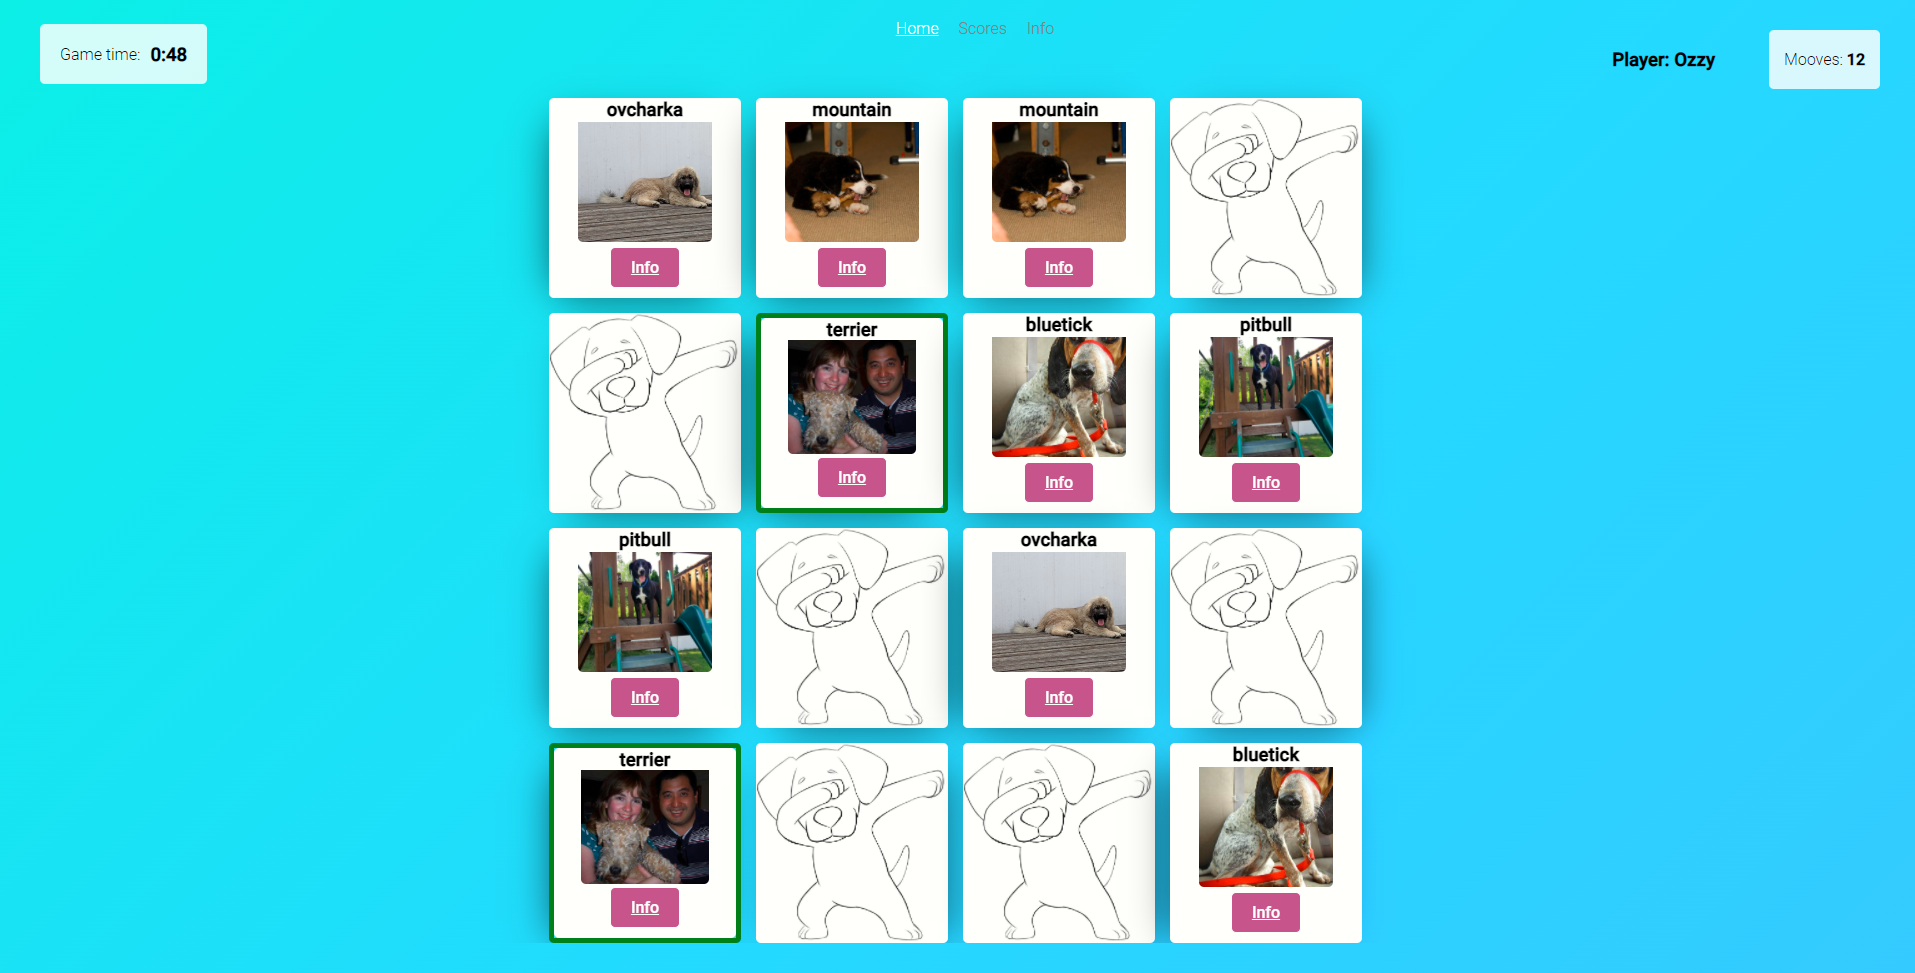 Home Scores Info
Game time: 0:48
Player: Ozzy
Mooves: 12
ovcharka
mountain
mountain
Info
Info
Info
terrier
bluetick
pitbull
Info
Info
Info
pitbull
ovcharka
Info
Info
terrier
bluetick
Info
Info